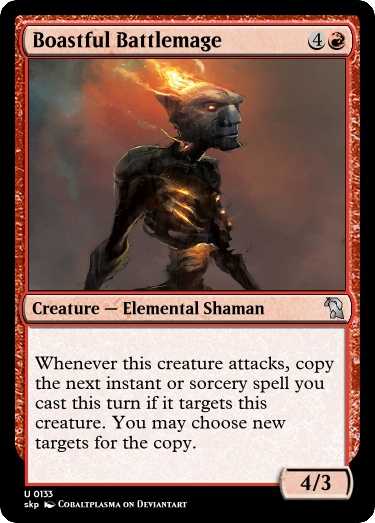 Boastful Battlemage 4
Creature — Elemental Shaman
Whenever this creature attacks, copy
the next instant or sorcery spell you
cast this turn if it targets this
creature. You may choose new
targets for the copy.
4/3
U 0133
skp Cobaltplasma on Deviantart